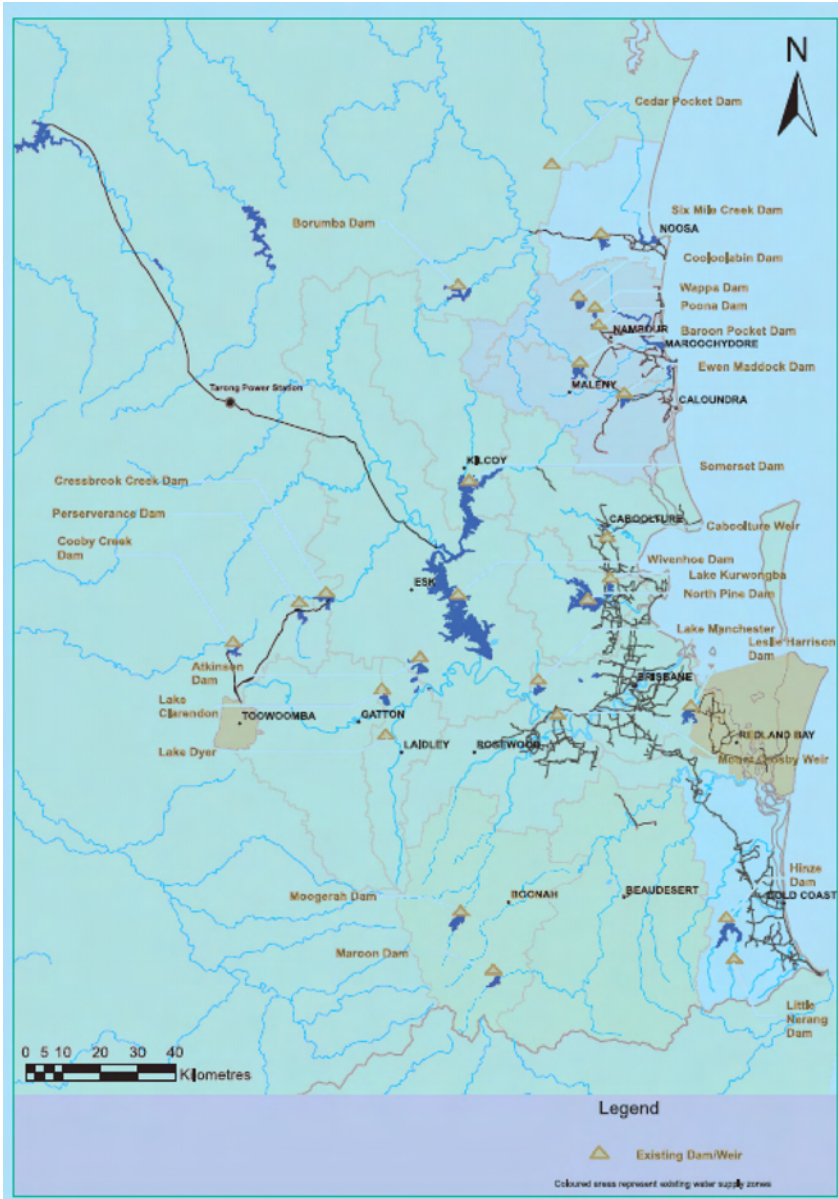 N
Cedar Pocket Dam
Six Mile Creek Dam
Borumba Dam
NOOSA
Cooloolabin Dam
Wappa Dam
Poona Dam
NAMBOUR
Baroon Pocket Dam
MAROOCHYDORE
Ewen Maddock Dam
Tarong Power Station
MALENY
CALOUNDRA
KILCOY
Somerset Dam
Cressbrook Creek Dam
Perserverance Dam
CABOOLTURE
Caboolture Weir
Cooby Creek
Dam
Wivenhoe Dam
ESK
Lake Kurwongba
North Pine Dam
Lake Manchester
Leslie Harrison
Dam
Atkinson
Dam
BRISBANE
Lake
Clarendon
TOOWOOMBA
GATTON
REDLAND BAY
Lake Dyer
LAIDLEY
ROSEWOOD
Mount Crosby Weir
Hinze
Dam
Moogerah Dam
BOONAH
BEAUDESERT
GOLD COAST
Maroon Dam
Little
Nerang
Dam
0 5 10 20 30 40
Kilometres
Legend
Existing Dam/Weir
Coloured areas represent existing water supply zones